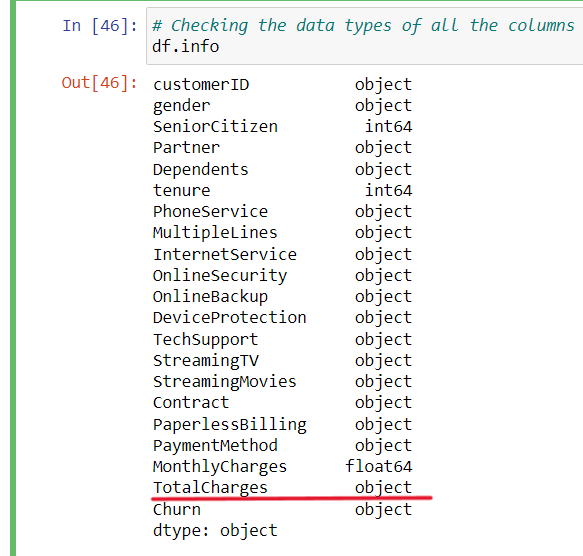 In [46]: # Checking the data types of all the columns
df.info
Out[46]: customerID object
gender object
SeniorCitizen int64
Partner object
Dependents object
tenure int64
PhoneService object
MultipleLines object
InternetService object
OnlineSecurity object
OnlineBackup object
DeviceProtection object
TechSupport object
StreamingTV object
StreamingMovies object
Contract object
PaperlessBilling object
PaymentMethod object
MonthlyCharges float64
TotalCharges object
Churn object
dtype: object